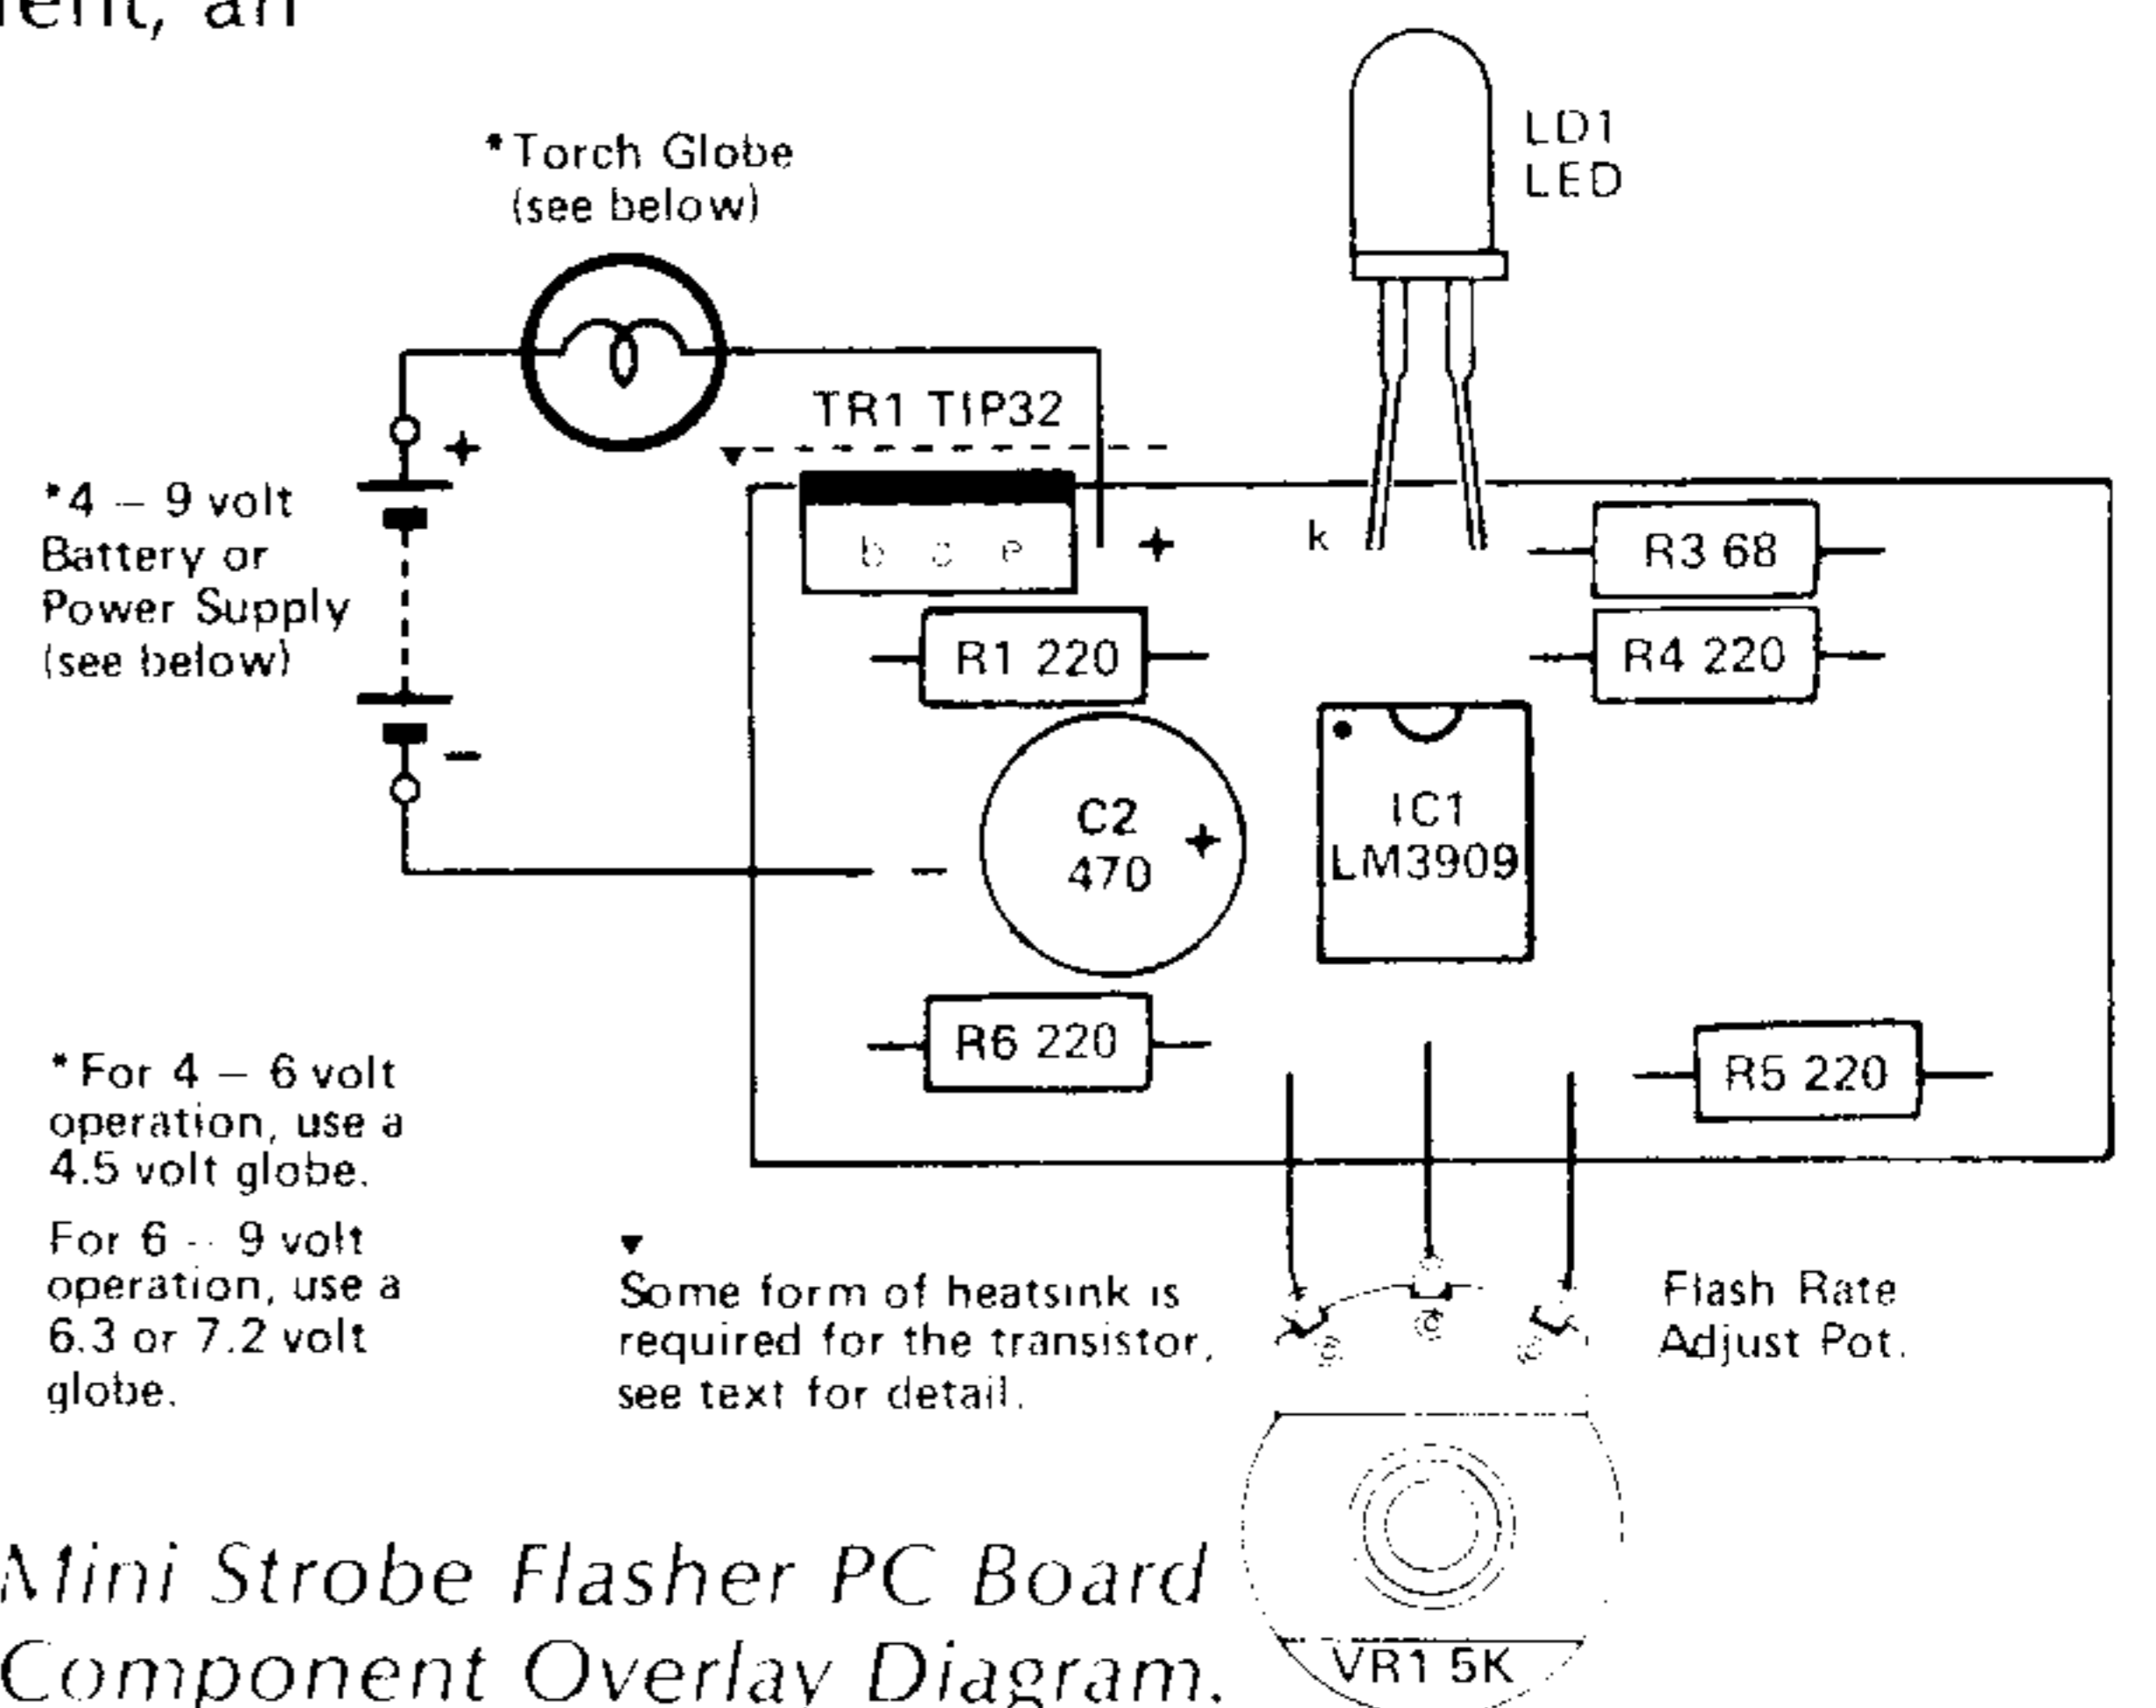 ent, an
*Torch Globe
(see below)
LD1
LED
TR1 TIP32
*4 – 9 volt
Battery or
Power Supply
(see below)
+
–
b c e
+
k
R3 68
R1 220
R4 220
C2
470
+
–
IC1
LM3909
R6 220
R5 220
*For 4 – 6 volt
operation, use a
4.5 volt globe.
For 6 – 9 volt
operation, use a
6.3 or 7.2 volt
globe.
Some form of heatsink is
required for the transistor,
see text for detail.
Flash Rate
Adjust Pot.
VR1 5K
Mini Strobe Flasher PC Board
Component Overlay Diagram.